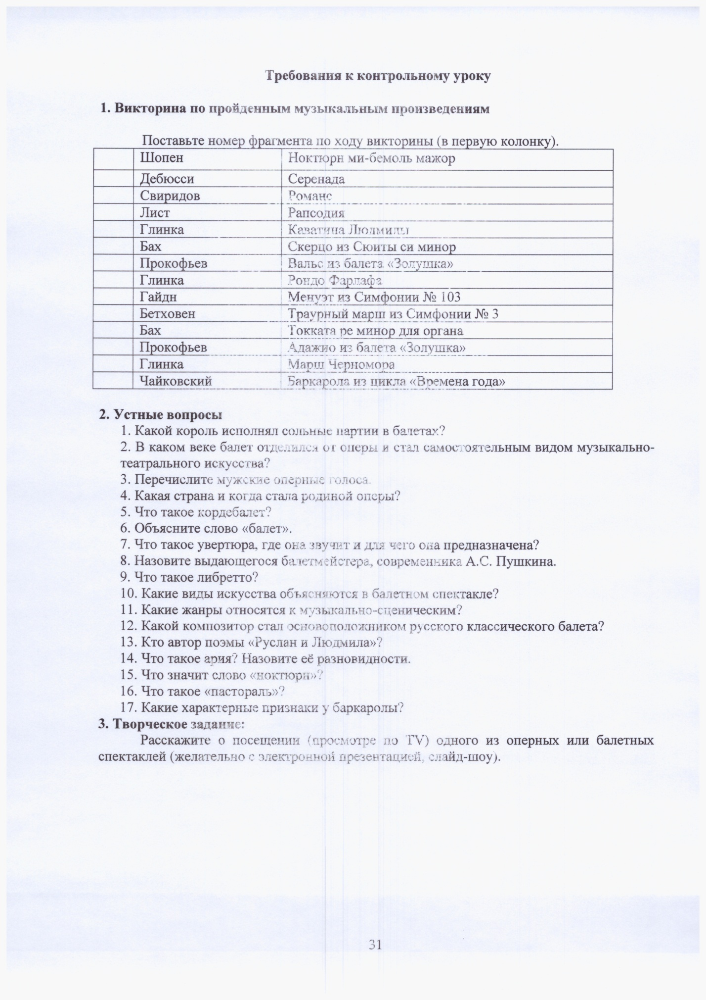 Требования к контрольному уроку
1. Викторина по пройденным музыкальным произведениям
Поставьте номер фрагмента по ходу викторины (в первую колонку).
Шопен Ноктюрн ми-бемоль мажор
Дебюсси Серенада
Свиридов Романс
Лист Рапсодия
Глинка Каватина Людмилы
Бах Скерцо из Сюиты си минор
Прокофьев Вальс из балета «Золушка»
Глинка Рондо Фарлафа
Гайдн Менуэт из Симфонии № 103
Бетховен Траурный марш из Симфонии № 3
Бах Токката ре минор для органа
Прокофьев Адажио из балета «Золушка»
Глинка Марш Черномора
Чайковский Баркарола из цикла «Времена года»
2. Устные вопросы
1. Какой король исполнял сольные партии в балетах?
2. В каком веке балет отделился от оперы и стал самостоятельным видом музыкально-
театрального искусства?
3. Перечислите мужские оперные голоса.
4. Какая страна и когда стала родиной оперы?
5. Что такое кордебалет?
6. Объясните слово «балет».
7. Что такое увертюра, где она звучит и для чего она предназначена?
8. Назовите выдающегося балетмейстера, современника А.С. Пушкина.
9. Что такое либретто?
10. Какие виды искусства объясняются в балетном спектакле?
11. Какие жанры относятся к музыкально-сценическим?
12. Какой композитор стал основоположником русского классического балета?
13. Кто автор поэмы «Руслан и Людмила»?
14. Что такое ария? Назовите её разновидности.
15. Что значит слово «ноктюрн»?
16. Что такое «пастораль»?
17. Какие характерные признаки у баркаролы?
3. Творческое задание:
Расскажите о посещении (просмотре по TV) одного из оперных или балетных
спектаклей (желательно с электронной презентацией, слайд-шоу).
31